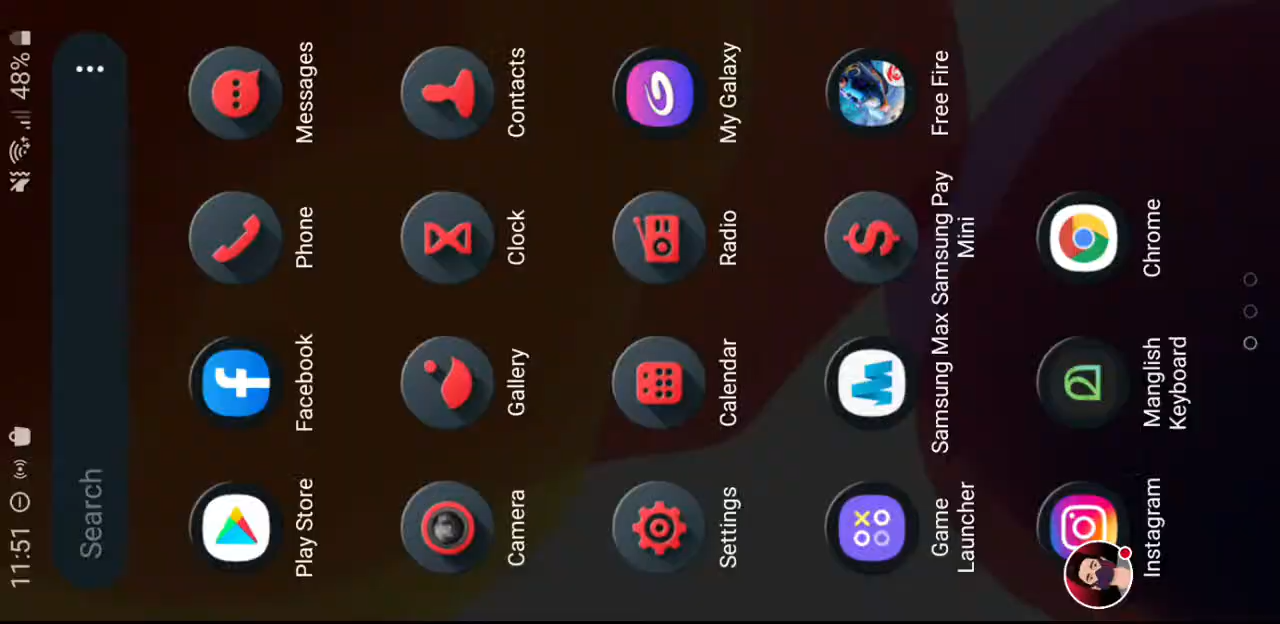 11:51
48%
Search
Play Store
Facebook
Phone
Messages
Camera
Gallery
Clock
Contacts
Settings
Calendar
Radio
My Galaxy
Game
Launcher
Samsung Max
Samsung Pay
Mini
Free Fire
Instagram
Manglish
Keyboard
Chrome